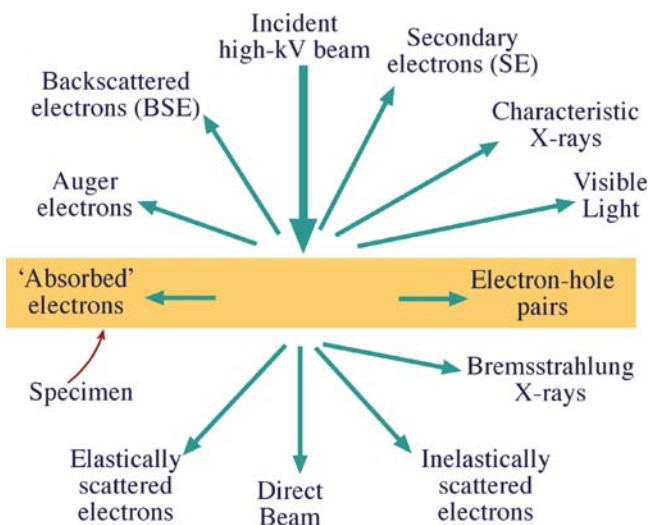 Incident
high-kV beam
Secondary
electrons (SE)
Backscattered
electrons (BSE)
Characteristic
X-rays
Auger
electrons
Visible
Light
‘Absorbed’
electrons
Electron-hole
pairs
Specimen
Bremsstrahlung
X-rays
Elastically
scattered
electrons
Direct
Beam
Inelastically
scattered
electrons